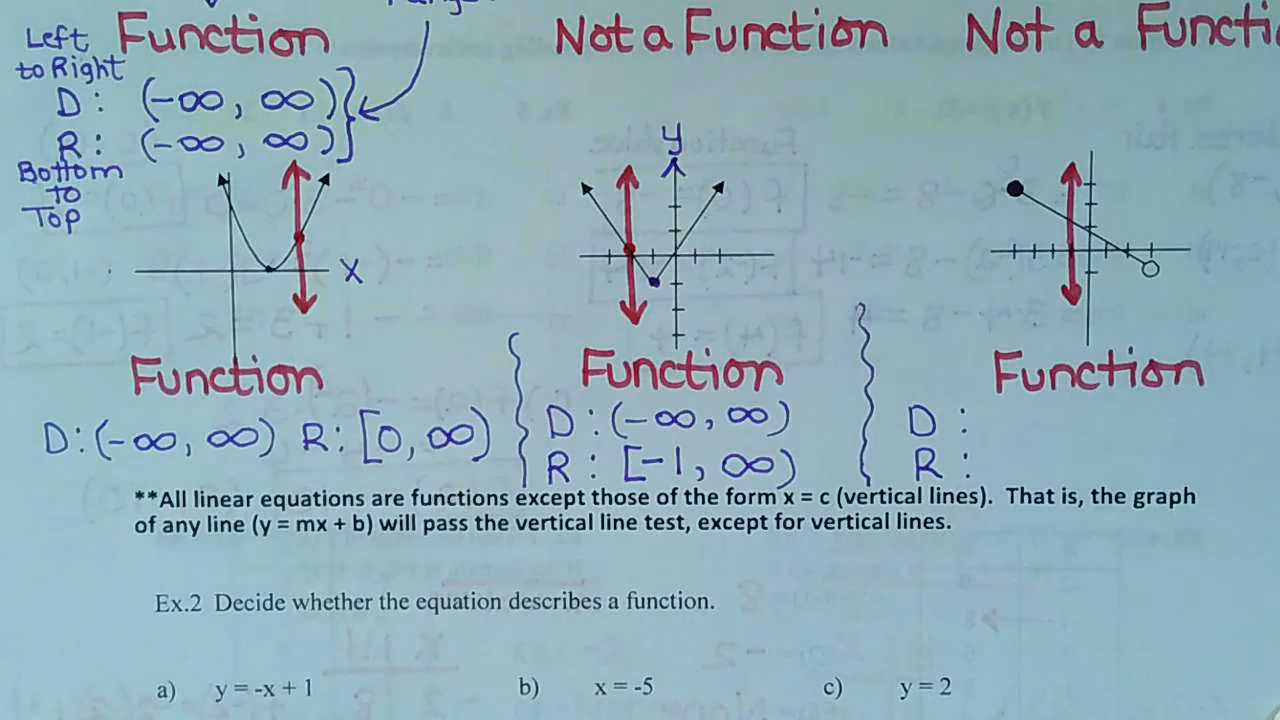 Left
to Right
Function
Not a Function
Not a Functi
D: (-∞, ∞)
R: (-∞, ∞)
Bottom
to
Top
x
y
Function
Function
Function
D: (-∞, ∞) R: [0, ∞)
D: (-∞, ∞)
R: [-1, ∞)
D:
R:
**All linear equations are functions except those of the form x = c (vertical lines). That is, the graph
of any line (y = mx + b) will pass the vertical line test, except for vertical lines.
Ex.2 Decide whether the equation describes a function.
a) y = -x + 1
b) x = -5
c) y = 2